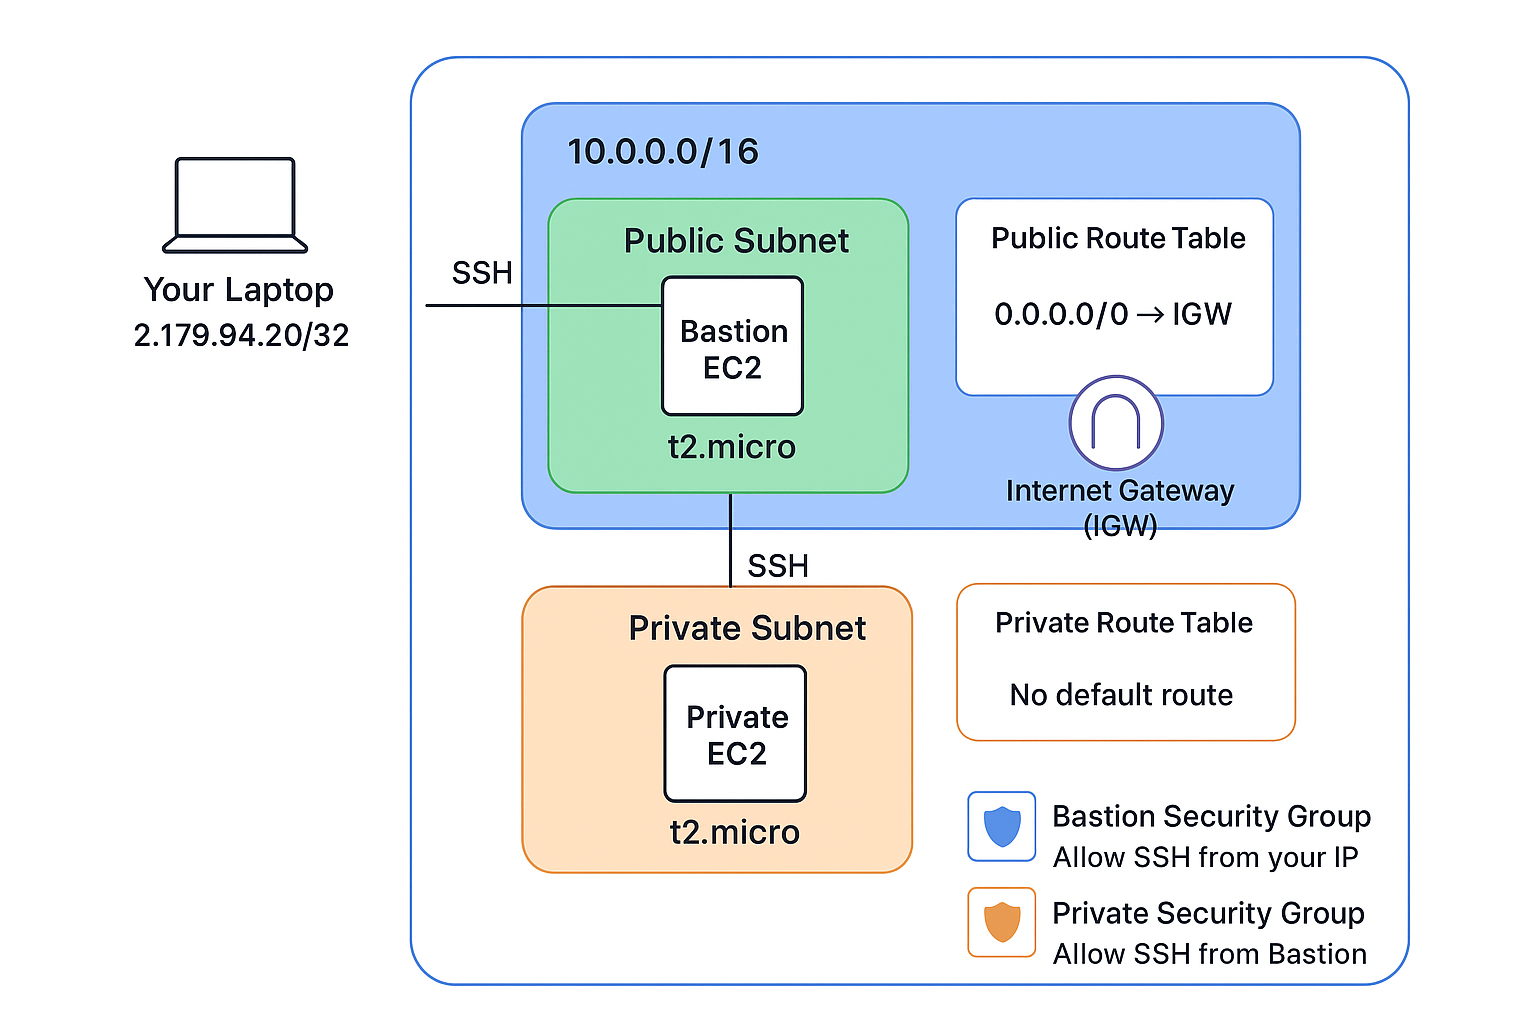 10.0.0.0/16
Your Laptop
2.179.94.20/32
SSH
Public Subnet
Bastion
EC2
t2.micro
Public Route Table
0.0.0.0/0 → IGW
Internet Gateway
(IGW)
SSH
Private Subnet
Private
EC2
t2.micro
Private Route Table
No default route
Bastion Security Group
Allow SSH from your IP
Private Security Group
Allow SSH from Bastion